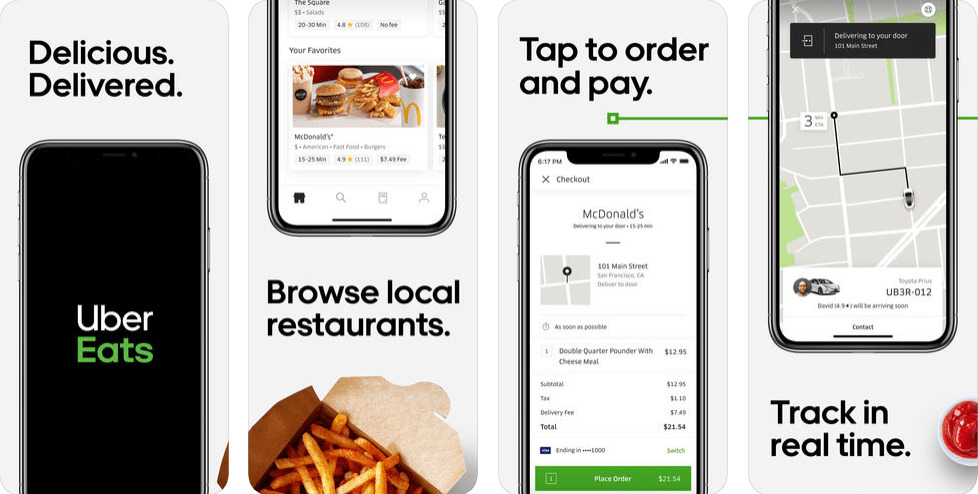 Delicious.
Delivered.
Uber
Eats
The Square
$$ • Salads
20-30 Min
4.8 ★ (108)
No fee
Your Favorites
McDonald's®
$ • American • Fast Food • Burgers
15-25 Min
4.9 ★ (111)
$7.49 Fee
Browse local
restaurants.
Tap to order
and pay.
6:17 PM
Checkout
McDonald's
Delivering to your door • 15-25 min
101 Main Street
San Francisco, CA
Deliver to door
As soon as possible
1 Double Quarter Pounder With $12.95
Cheese Meal
Subtotal $12.95
Tax $1.10
Delivery Fee $7.49
Total $21.54
VISA Ending in ••••1000 Switch
1 Place Order $21.54
Delivering to your door
101 Main Street
3 MIN
ETA
Toyota Prius
UB3R-012
David (4.9 ★) will be arriving soon
Contact
Track in
real time.